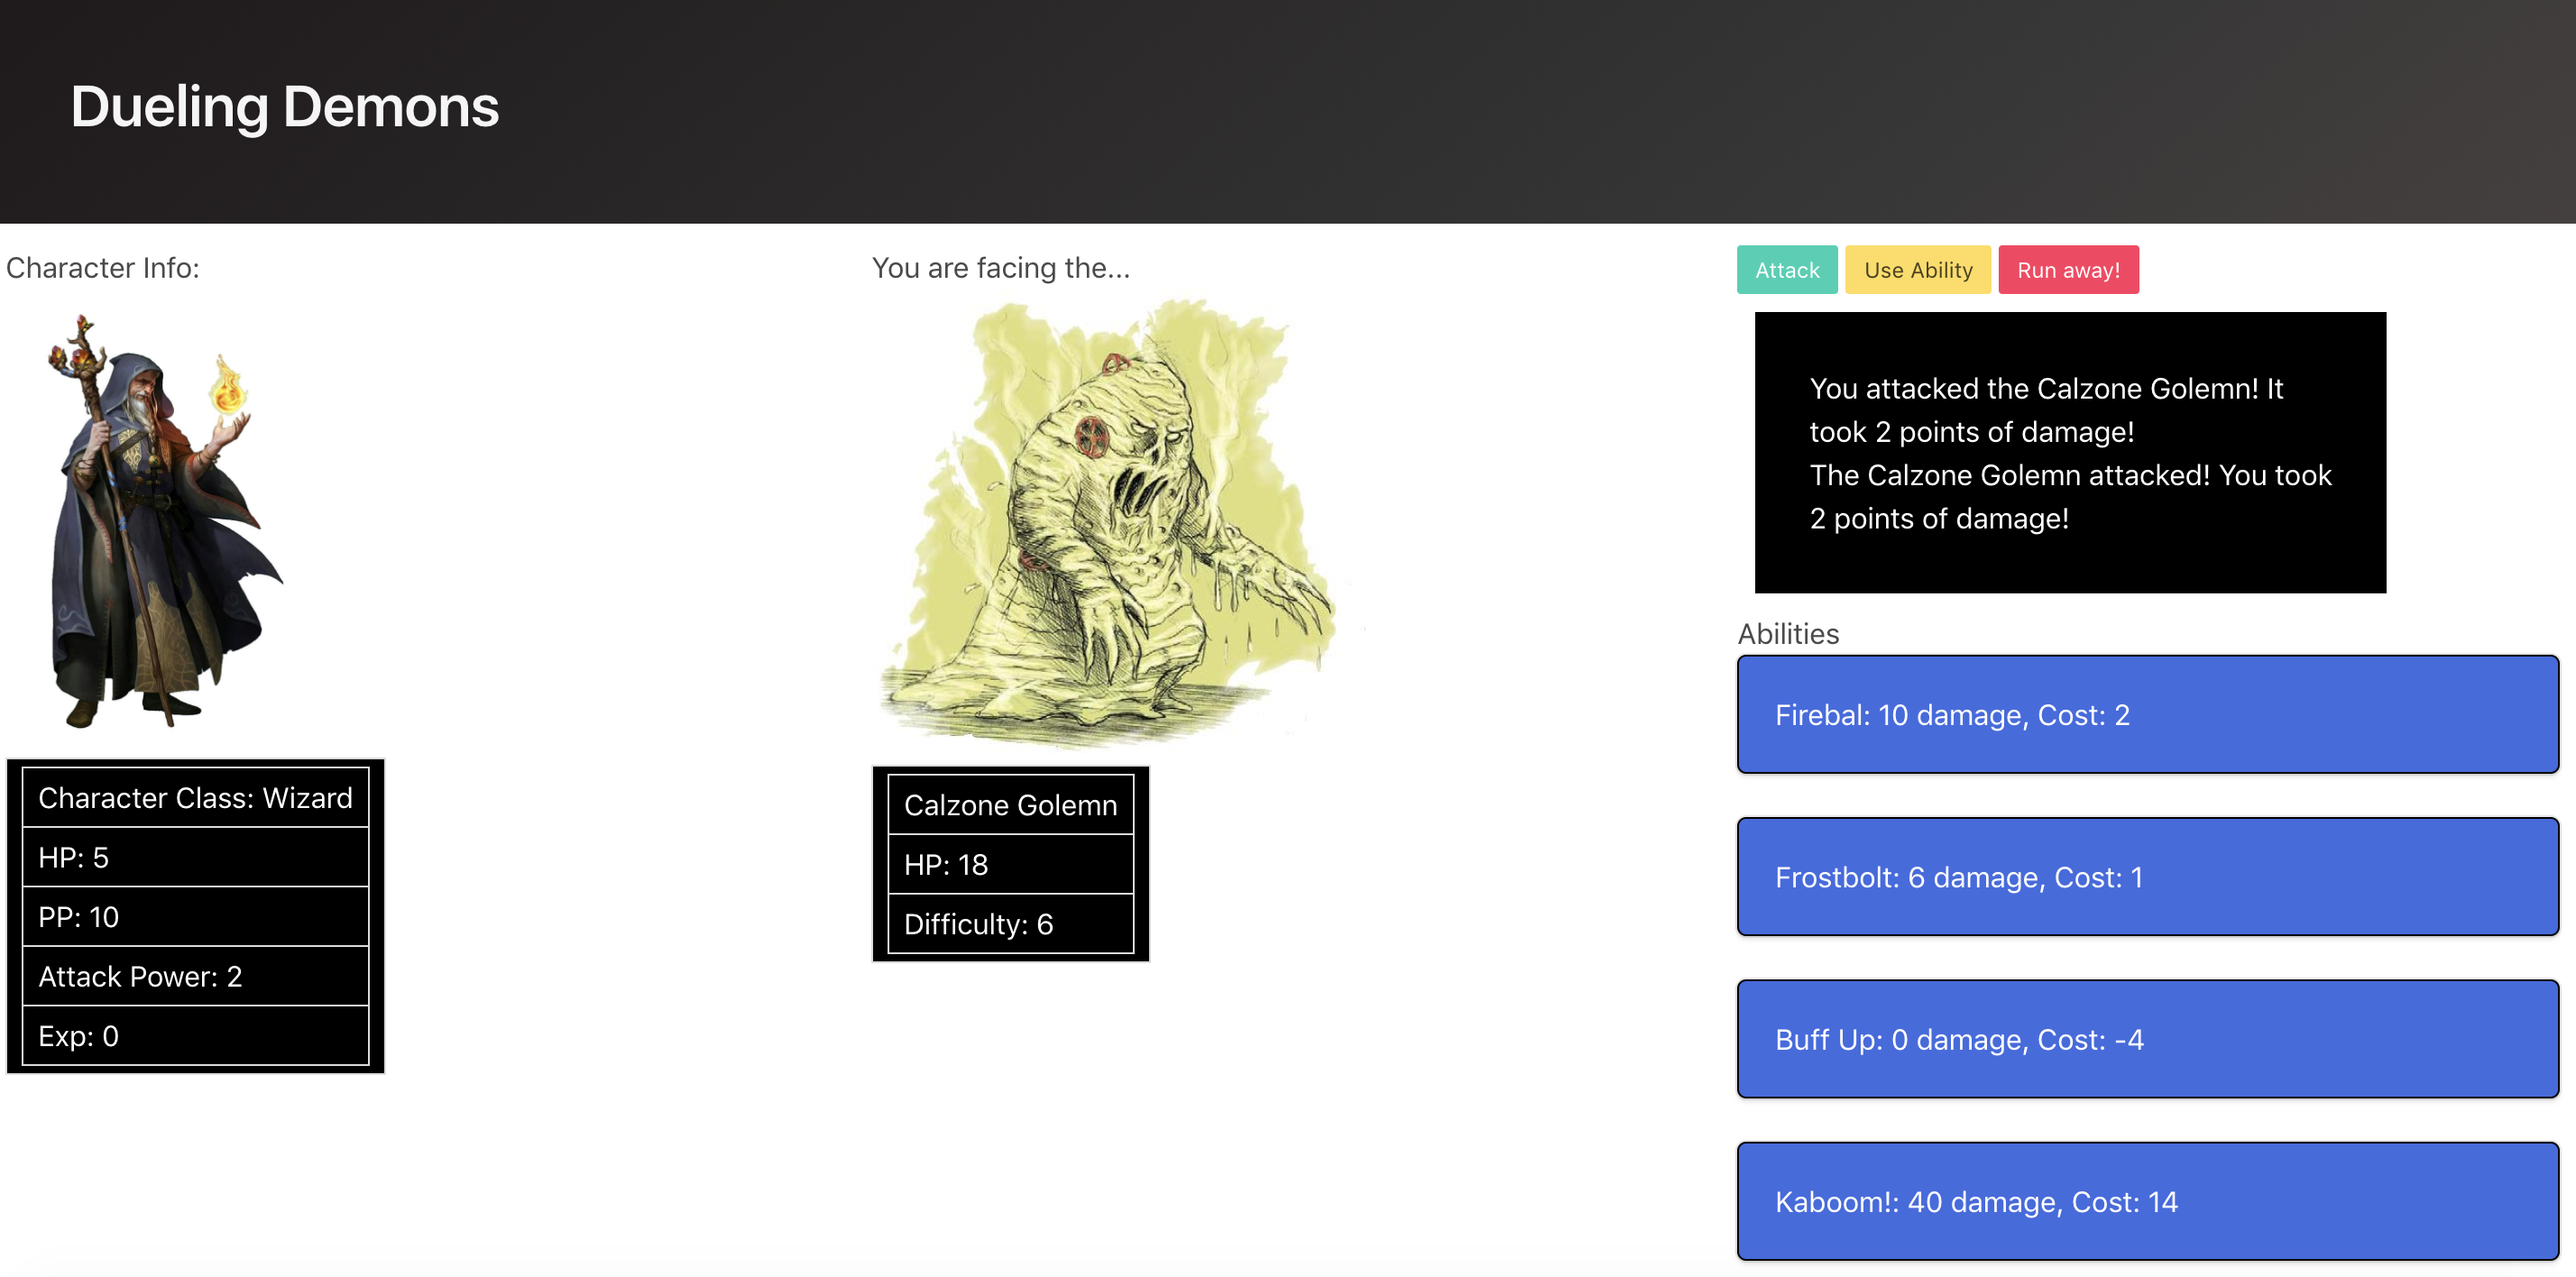 Dueling Demons
Character Info:
Character Class: Wizard
HP: 5
PP: 10
Attack Power: 2
Exp: 0
You are facing the...
Calzone Golemn
HP: 18
Difficulty: 6
Attack
Use Ability
Run away!
You attacked the Calzone Golemn! It
took 2 points of damage!
The Calzone Golemn attacked! You took
2 points of damage!
Abilities
Firebal: 10 damage, Cost: 2
Frostbolt: 6 damage, Cost: 1
Buff Up: 0 damage, Cost: -4
Kaboom!: 40 damage, Cost: 14